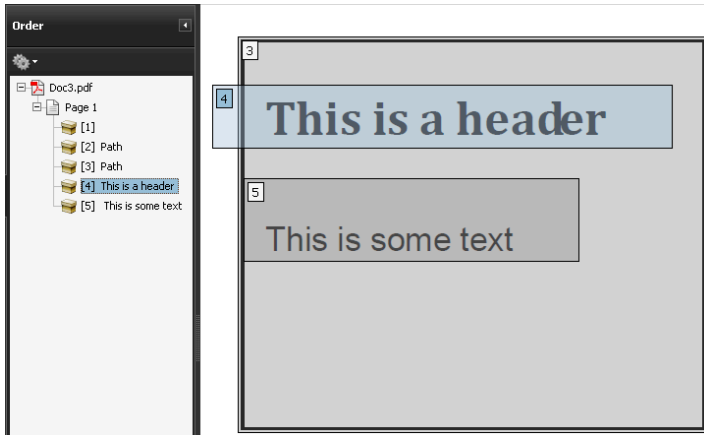 Order
Doc3.pdf
Page 1
[1]
[2] Path
[3] Path
[4] This is a header
[5] This is some text
3
4
This is a header
5
This is some text